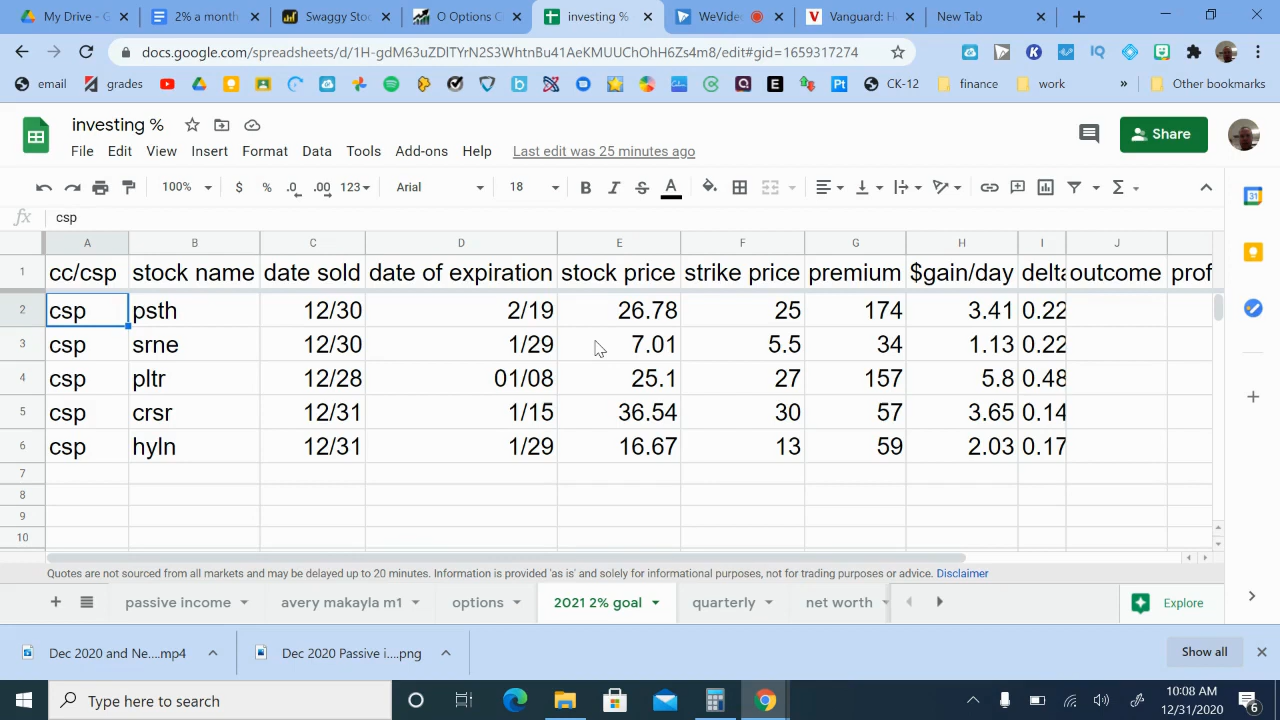 My Drive - G
2% a month
Swaggy Stoc
O Options C
investing %
WeVideo
Vanguard: H
New Tab
docs.google.com/spreadsheets/d/1H-gdM63uZDlTYrN2S3WhtnBu41AeKMUUChOhH6Zs4m8/edit#gid=1659317274
email
grades
CK-12
finance
work
»
Other bookmarks
investing %
Share
File Edit View Insert Format Data Tools Add-ons Help Last edit was 25 minutes ago
100% $ % .0 .00 123 Arial 18 B I S A
fx csp
A B C D E F G H I J
1 cc/csp stock name date sold date of expiration stock price strike price premium $gain/day delta outcome prof
2 csp psth 12/30 2/19 26.78 25 174 3.41 0.22
3 csp srne 12/30 1/29 7.01 5.5 34 1.13 0.22
4 csp pltr 12/28 01/08 25.1 27 157 5.8 0.48
5 csp crsr 12/31 1/15 36.54 30 57 3.65 0.14
6 csp hyln 12/31 1/29 16.67 13 59 2.03 0.17
7
8
9
10
Quotes are not sourced from all markets and may be delayed up to 20 minutes. Information is provided 'as is' and solely for informational purposes, not for trading purposes or advice. Disclaimer
passive income avery makayla m1 options 2021 2% goal quarterly net worth Explore
Dec 2020 and Ne....mp4 Dec 2020 Passive i....png Show all
Type here to search
10:08 AM
12/31/2020
6